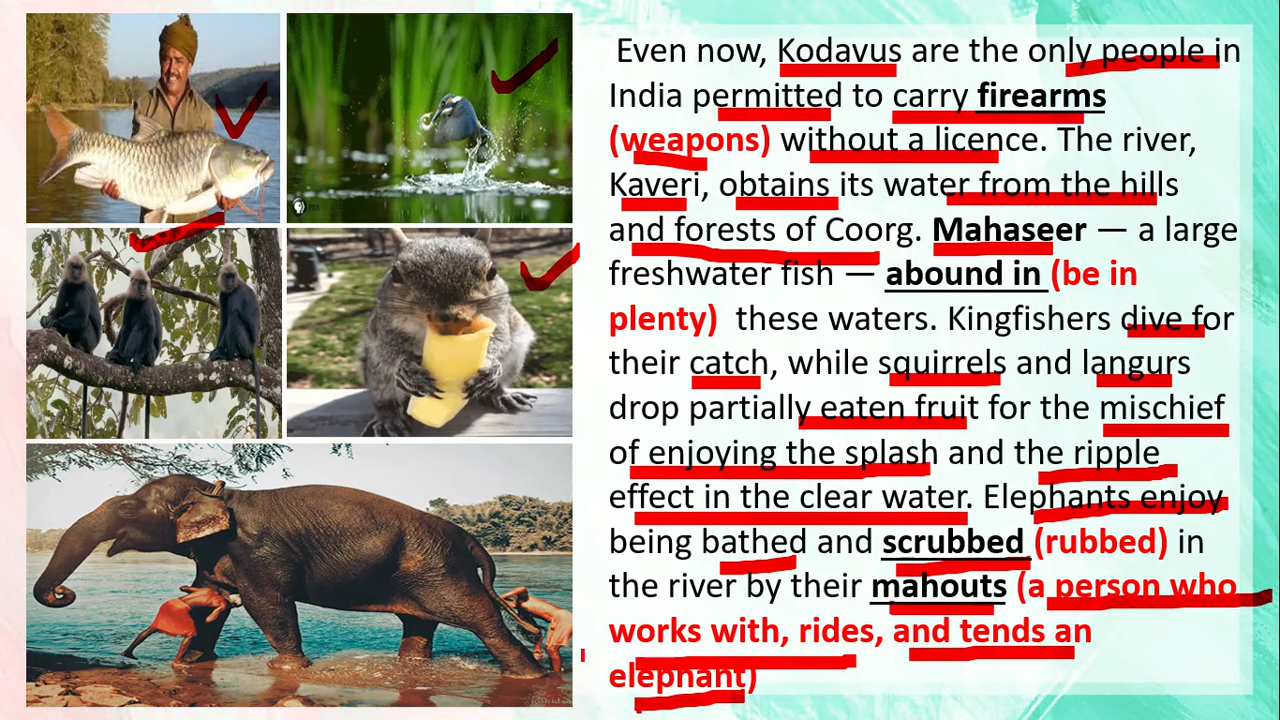 Even now, Kodavus are the only people in
India permitted to carry firearms
(weapons) without a licence. The river,
Kaveri, obtains its water from the hills
and forests of Coorg. Mahaseer — a large
freshwater fish — abound in (be in
plenty) these waters. Kingfishers dive for
their catch, while squirrels and langurs
drop partially eaten fruit for the mischief
of enjoying the splash and the ripple
effect in the clear water. Elephants enjoy
being bathed and scrubbed (rubbed) in
the river by their mahouts (a person who
works with, rides, and tends an
elephant)